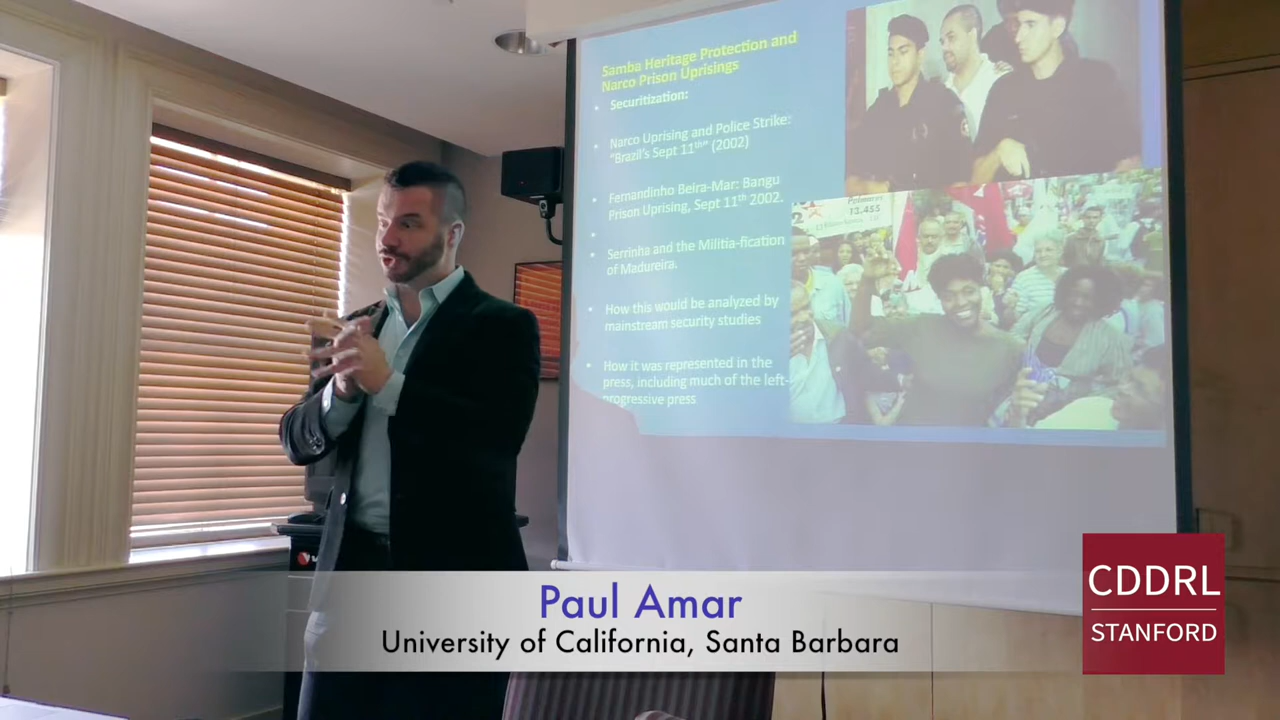 Samba Heritage Protection and
Narco Prison Uprisings
• Securitization:
• Narco Uprising and Police Strike:
"Brazil's Sept 11th" (2002)
• Fernandinho Beira-Mar: Bangu
Prison Uprising, Sept 11th 2002.
•
• Serrinha and the Militia-fication
of Madureira.
• How this would be analyzed by
mainstream security studies
• How it was represented in the
press, including much of the left-
progressive press
13.455
Paul Amar
University of California, Santa Barbara
CDDRL
STANFORD